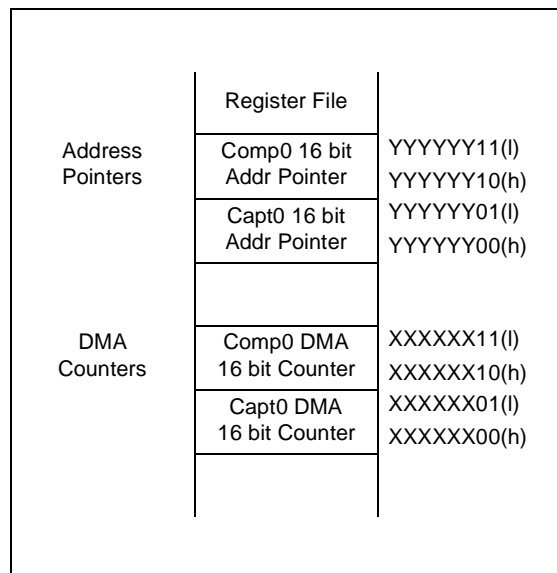 Register File
Address
Pointers
Comp0 16 bit
Addr Pointer
YYYYYY11(l)
YYYYYY10(h)
Capt0 16 bit
Addr Pointer
YYYYYY01(l)
YYYYYY00(h)
DMA
Counters
Comp0 DMA
16 bit Counter
XXXXXX11(l)
XXXXXX10(h)
Capt0 DMA
16 bit Counter
XXXXXX01(l)
XXXXXX00(h)